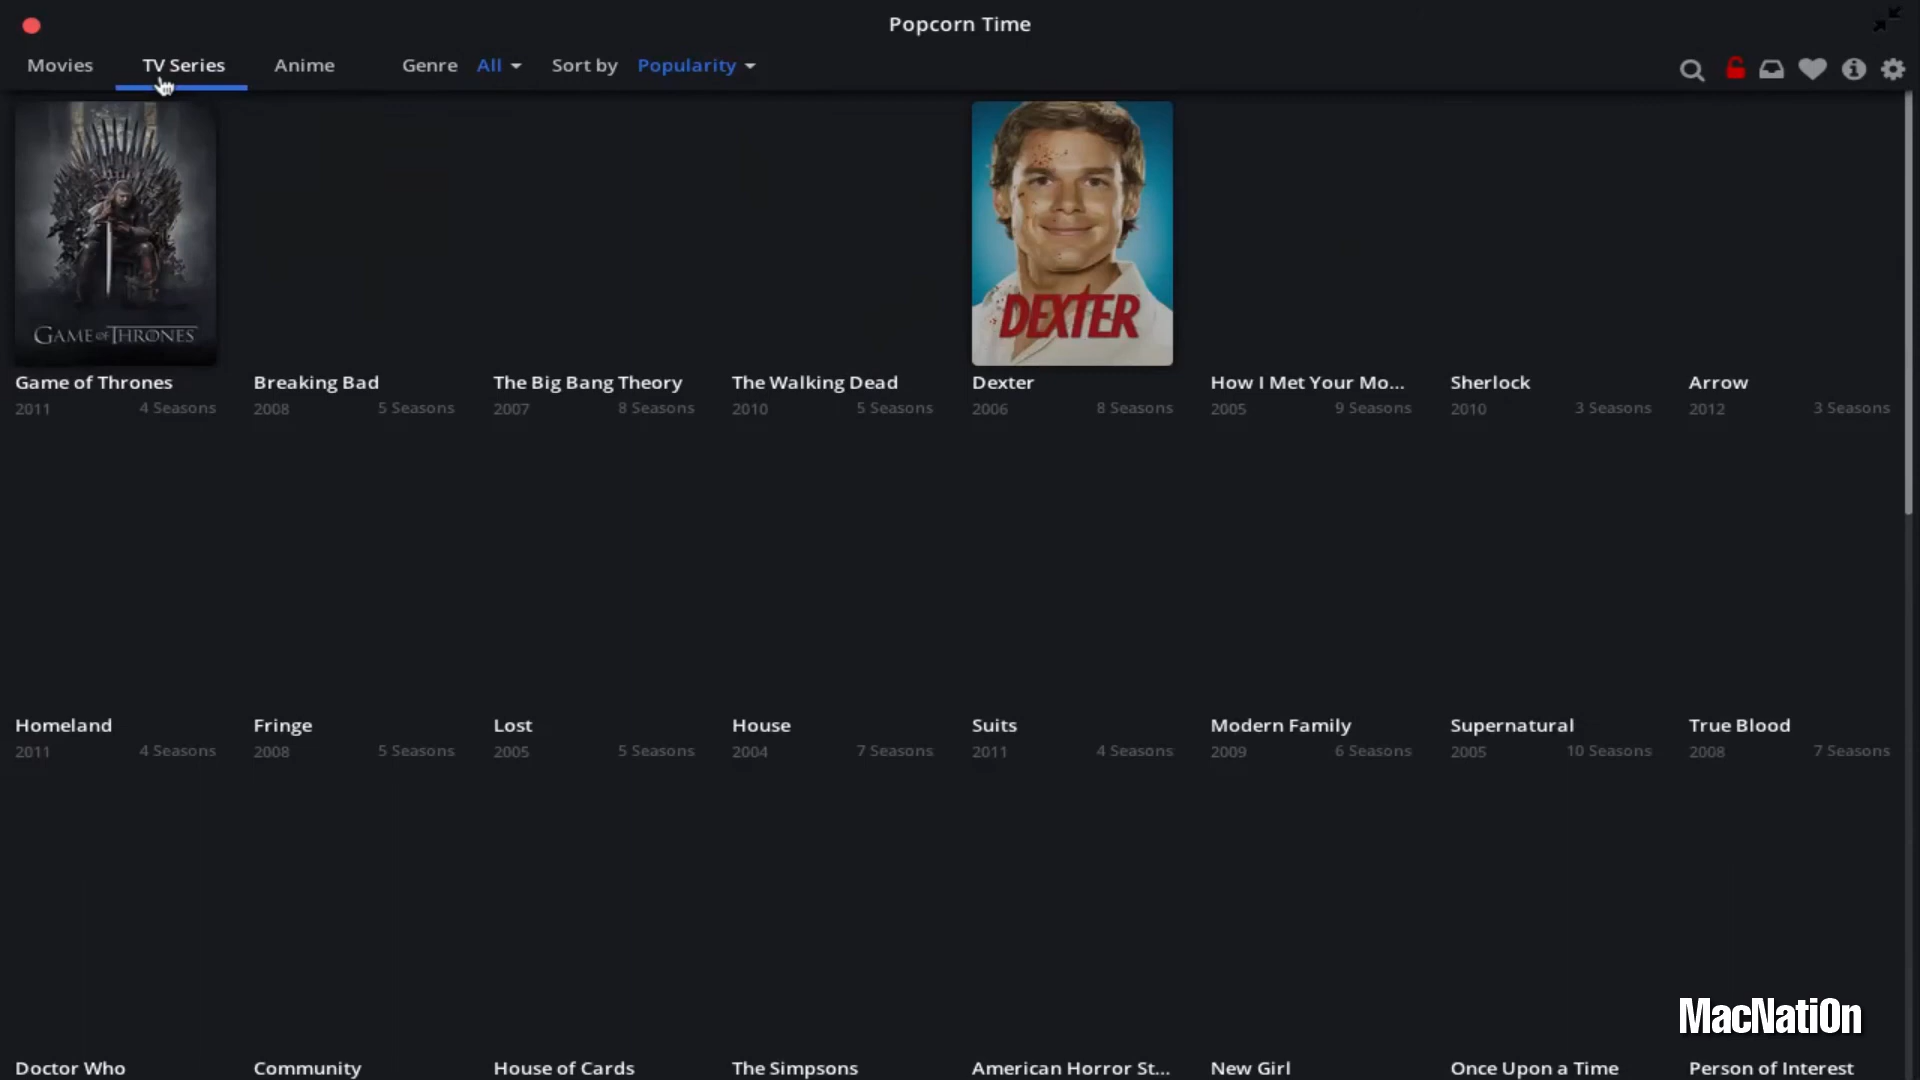 Popcorn Time
Movies TV Series Anime Genre All Sort by Popularity
GAME OF THRONES
DEXTER
Game of Thrones Breaking Bad The Big Bang Theory The Walking Dead Dexter How I Met Your Mo... Sherlock Arrow
2011 4 Seasons 2008 5 Seasons 2007 8 Seasons 2010 5 Seasons 2006 8 Seasons 2005 9 Seasons 2010 3 Seasons 2012 3 Seasons
Homeland Fringe Lost House Suits Modern Family Supernatural True Blood
2011 4 Seasons 2008 5 Seasons 2005 5 Seasons 2004 7 Seasons 2011 4 Seasons 2009 6 Seasons 2005 10 Seasons 2008 7 Seasons
MacNatiOn
Doctor Who Community House of Cards The Simpsons American Horror St... New Girl Once Upon a Time Person of Interest